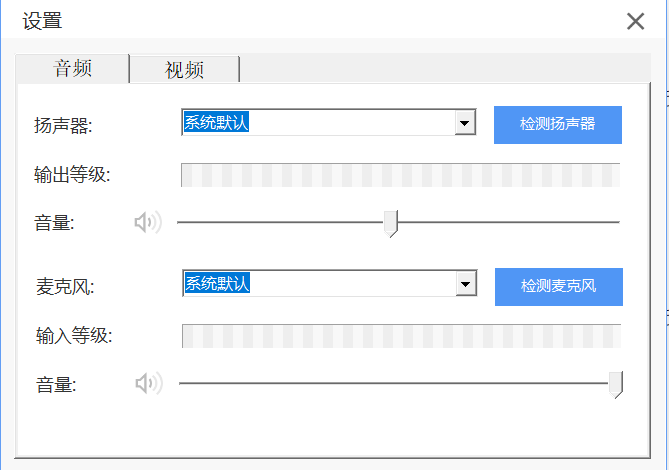 设置
音频 视频
扬声器: 系统默认 检测扬声器
输出等级:
音量:
麦克风: 系统默认 检测麦克风
输入等级:
音量: